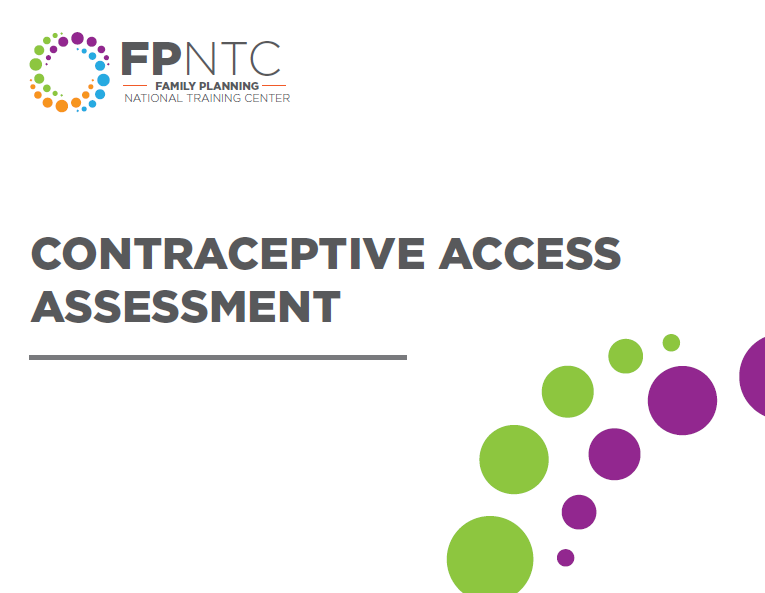 FPNTC
FAMILY PLANNING
NATIONAL TRAINING CENTER
CONTRACEPTIVE ACCESS
ASSESSMENT